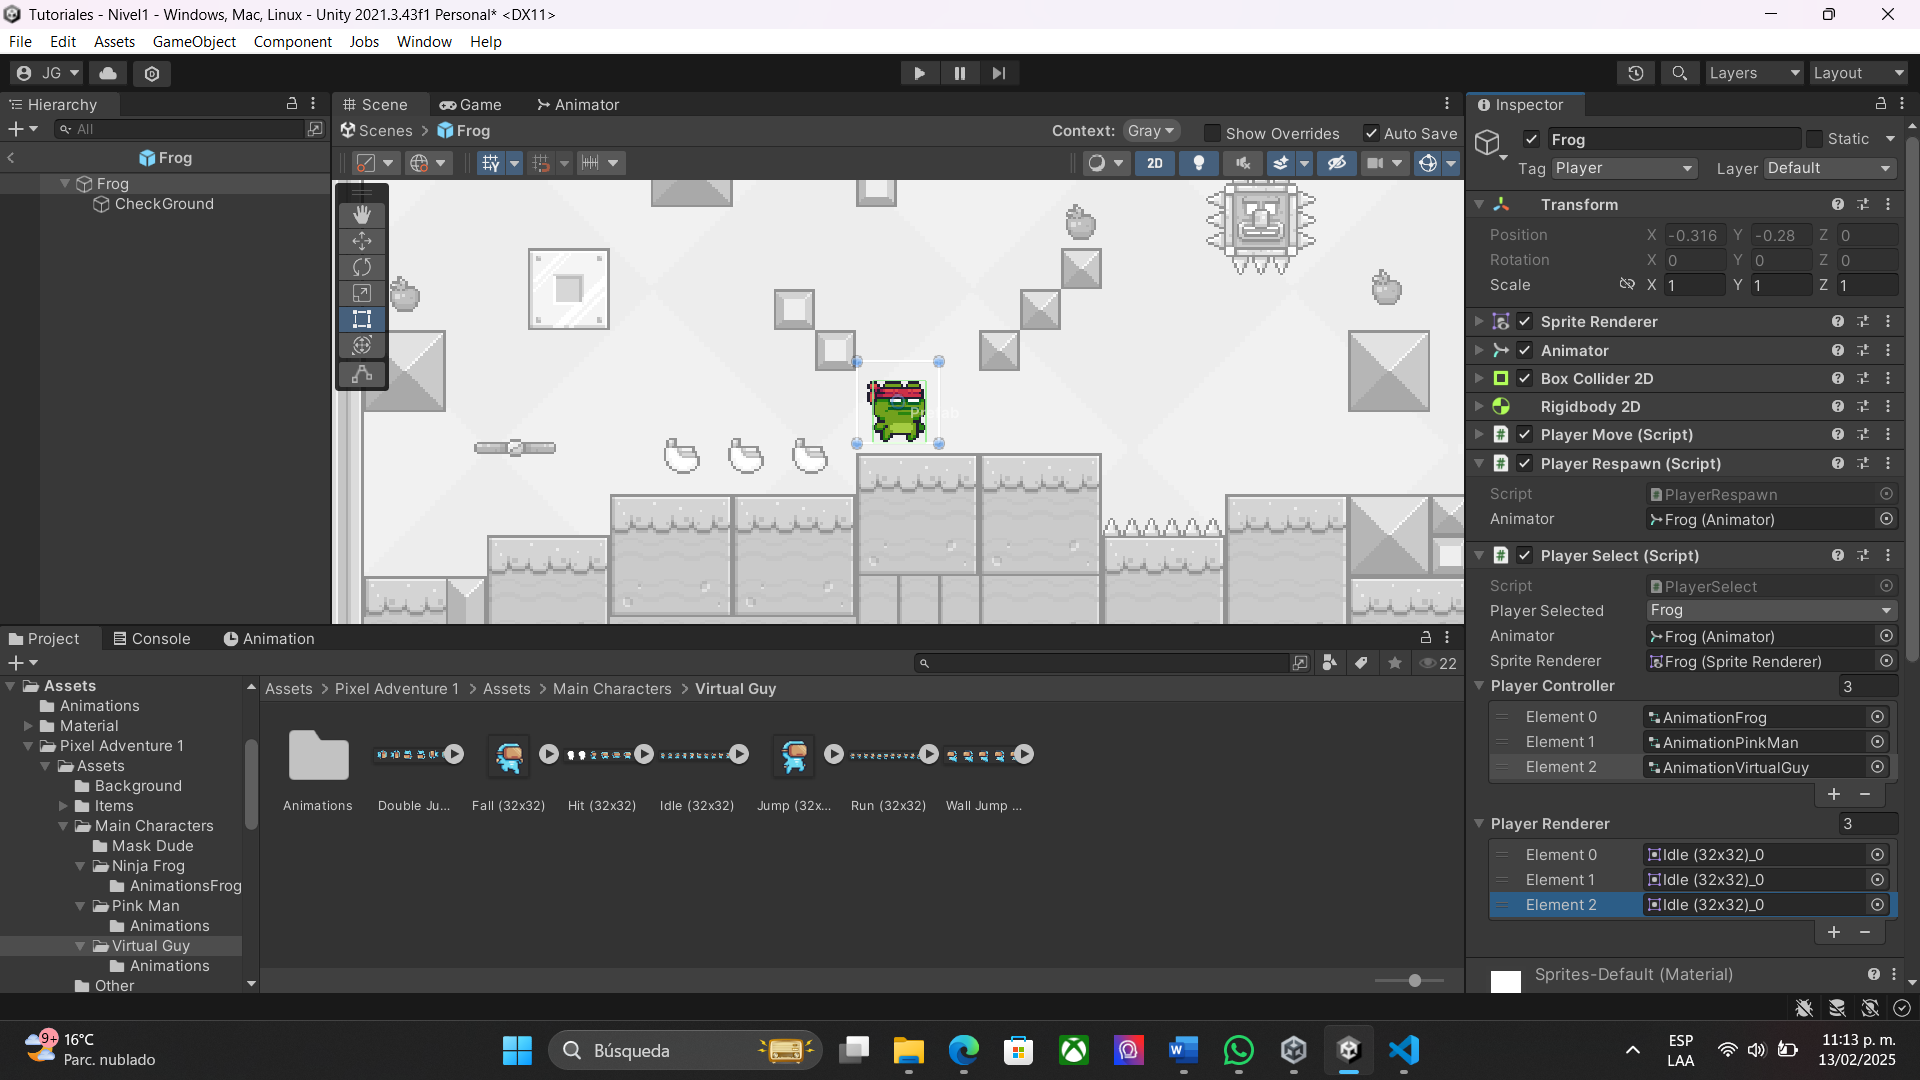 Tutoriales - Nivel1 - Windows, Mac, Linux - Unity 2021.3.43f1 Personal* <DX11>
File Edit Assets GameObject Component Jobs Window Help
JG Layers Layout
Hierarchy
All
Frog
Frog
CheckGround
Scene Game Animator
Scenes > Frog Context: Gray Show Overrides Auto Save
2D
Prefab
Inspector
Frog Static
Tag Player Layer Default
Transform
Position X -0.316 Y -0.28 Z 0
Rotation X 0 Y 0 Z 0
Scale X 1 Y 1 Z 1
Sprite Renderer
Animator
Box Collider 2D
Rigidbody 2D
Player Move (Script)
Player Respawn (Script)
Script PlayerRespawn
Animator Frog (Animator)
Player Select (Script)
Script PlayerSelect
Player Selected Frog
Animator Frog (Animator)
Sprite Renderer Frog (Sprite Renderer)
Player Controller 3
Element 0 AnimationFrog
Element 1 AnimationPinkMan
Element 2 AnimationVirtualGuy
Player Renderer 3
Element 0 Idle (32x32)_0
Element 1 Idle (32x32)_0
Element 2 Idle (32x32)_0
Sprites-Default (Material)
Project Console Animation
22
Assets
Animations
Material
Pixel Adventure 1
Assets
Background
Items
Main Characters
Mask Dude
Ninja Frog
AnimationsFrog
Pink Man
Animations
Virtual Guy
Animations
Other
Assets > Pixel Adventure 1 > Assets > Main Characters > Virtual Guy
Animations Double Ju... Fall (32x32) Hit (32x32) Idle (32x32) Jump (32x... Run (32x32) Wall Jump ...
9+ 16°C
Parc. nublado
Búsqueda
ESP
LAA
11:13 p. m.
13/02/2025